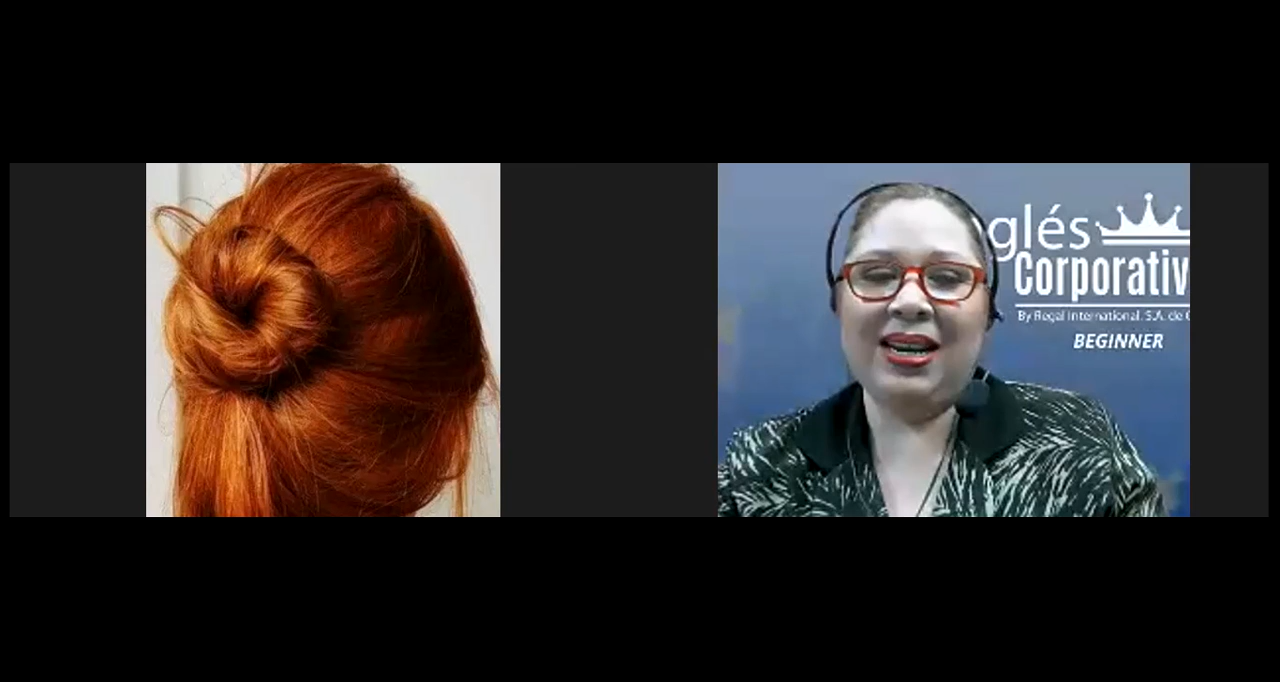 glés
Corporativ
By Regal International, S.A. de C
BEGINNER